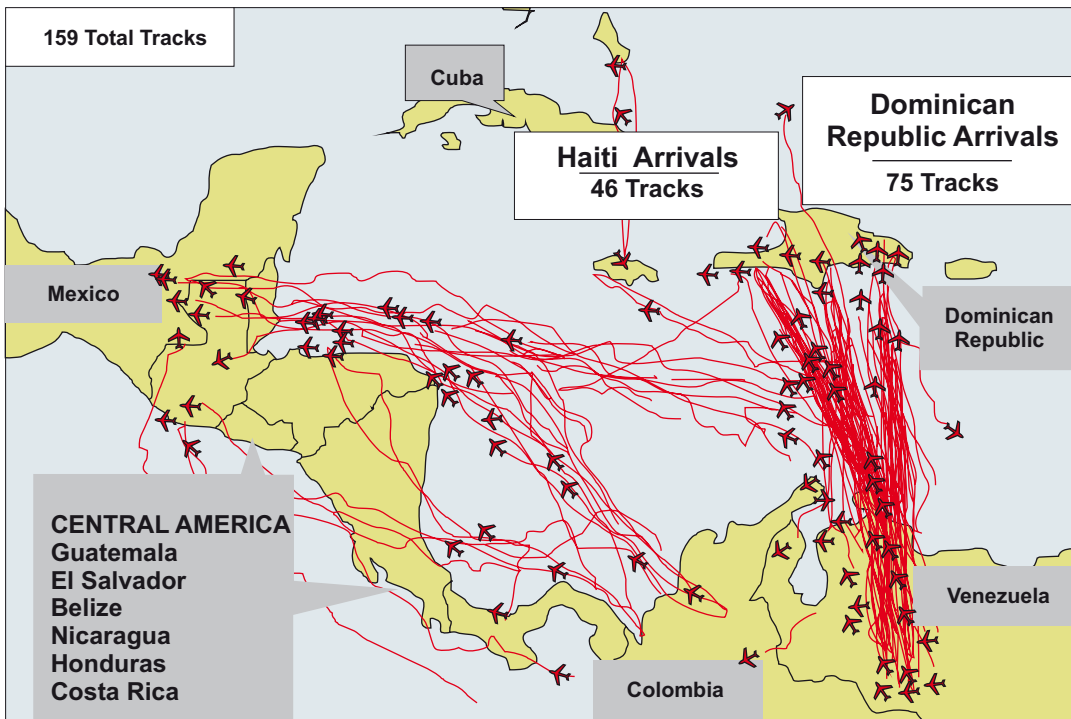 159 Total Tracks
Cuba
Haiti Arrivals
46 Tracks
Dominican
Republic Arrivals
75 Tracks
Mexico
Dominican
Republic
CENTRAL AMERICA
Guatemala
El Salvador
Belize
Nicaragua
Honduras
Costa Rica
Venezuela
Colombia